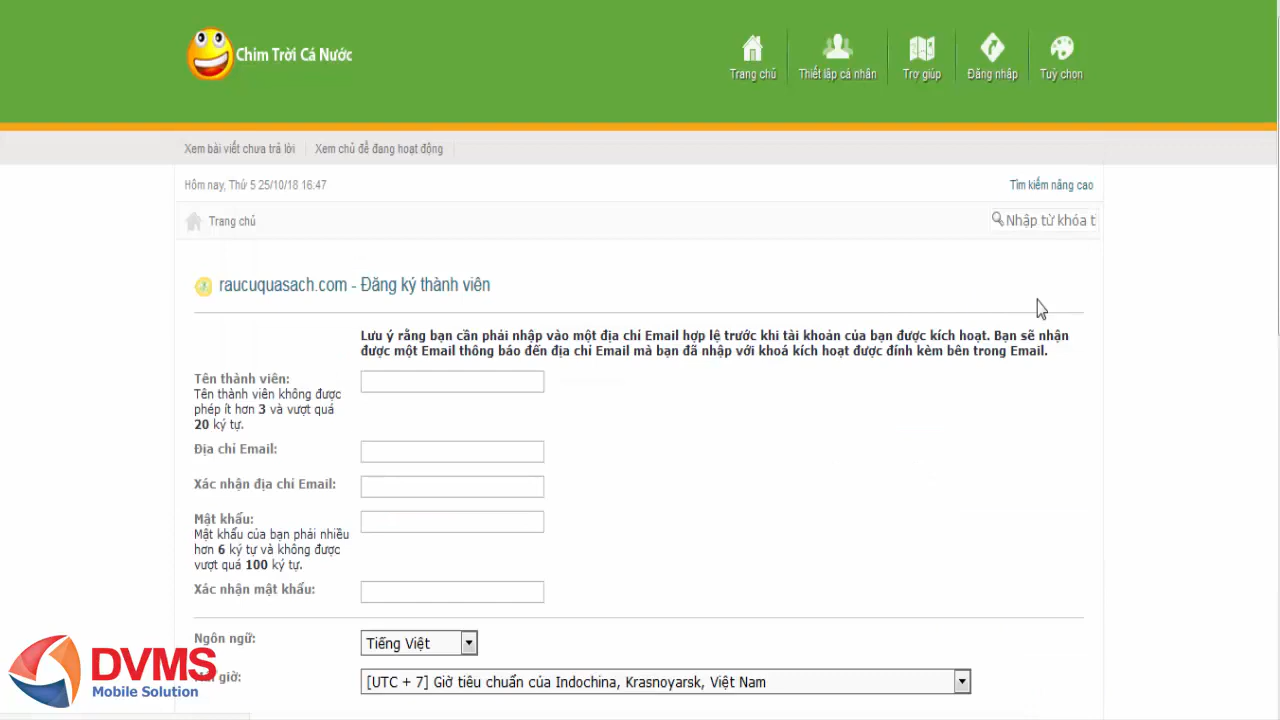 Chim Trời Cá Nước
Trang chủ
Thiết lập cá nhân
Trợ giúp
Đăng nhập
Tuỳ chọn
Xem bài viết chưa trả lời
Xem chủ đề đang hoạt động
Hôm nay, Thứ 5 25/10/18 16.47
Tìm kiếm nâng cao
Trang chủ
Nhập từ khóa t
raucuquasach.com - Đăng ký thành viên
Lưu ý rằng bạn cần phải nhập vào một địa chỉ Email hợp lệ trước khi tài khoản của bạn được kích hoạt. Bạn sẽ nhận
được một Email thông báo đến địa chỉ Email mà bạn đã nhập với khoá kích hoạt được đính kèm bên trong Email.
Tên thành viên:
Tên thành viên không được
phép ít hơn 3 và vượt quá
20 ký tự.
Địa chỉ Email:
Xác nhận địa chỉ Email:
Mật khẩu:
Mật khẩu của bạn phải nhiều
hơn 6 ký tự và không được
vượt quá 100 ký tự.
Xác nhận mật khẩu:
Ngôn ngữ:
Tiếng Việt
giờ:
[UTC + 7] Giờ tiêu chuẩn của Indochina, Krasnoyarsk, Việt Nam
DVMS
Mobile Solution